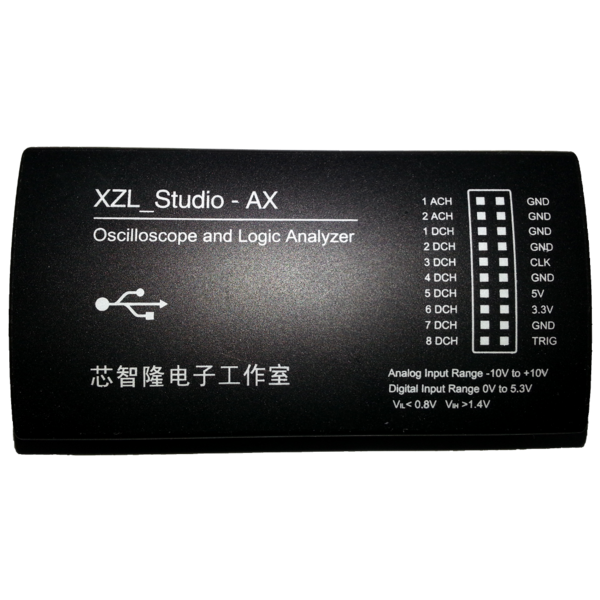 XZL_Studio - AX
Oscilloscope and Logic Analyzer
芯智隆电子工作室
1 ACH GND
2 ACH GND
1 DCH GND
2 DCH GND
3 DCH CLK
4 DCH GND
5 DCH 5V
6 DCH 3.3V
7 DCH GND
8 DCH TRIG
Analog Input Range -10V to +10V
Digital Input Range 0V to 5.3V
VIL< 0.8V VIH >1.4V